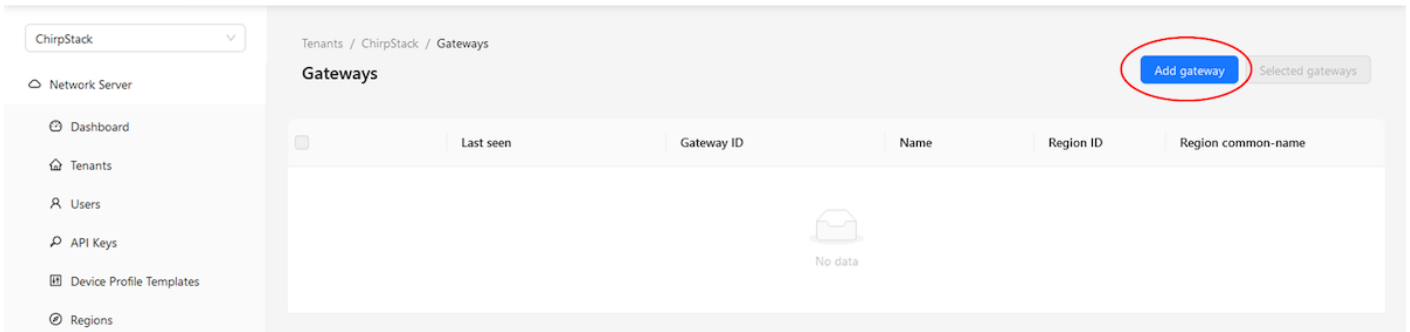 ChirpStack
Network Server
Dashboard
Tenants
Users
API Keys
Device Profile Templates
Regions
Tenants / ChirpStack / Gateways
Gateways
Add gateway
Selected gateways
Last seen Gateway ID Name Region ID Region common-name
No data